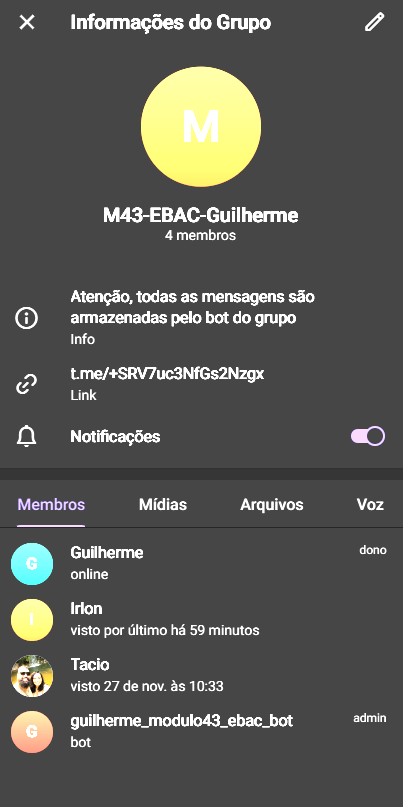 Informações do Grupo
M
M43-EBAC-Guilherme
4 membros
Atenção, todas as mensagens são
armazenadas pelo bot do grupo
Info
t.me/+SRV7uc3NfGs2Nzgx
Link
Notificações
Membros Mídias Arquivos Voz
G Guilherme dono
online
I Irlon
visto por último há 59 minutos
Tacio
visto 27 de nov. às 10:33
G guilherme_modulo43_ebac_bot admin
bot